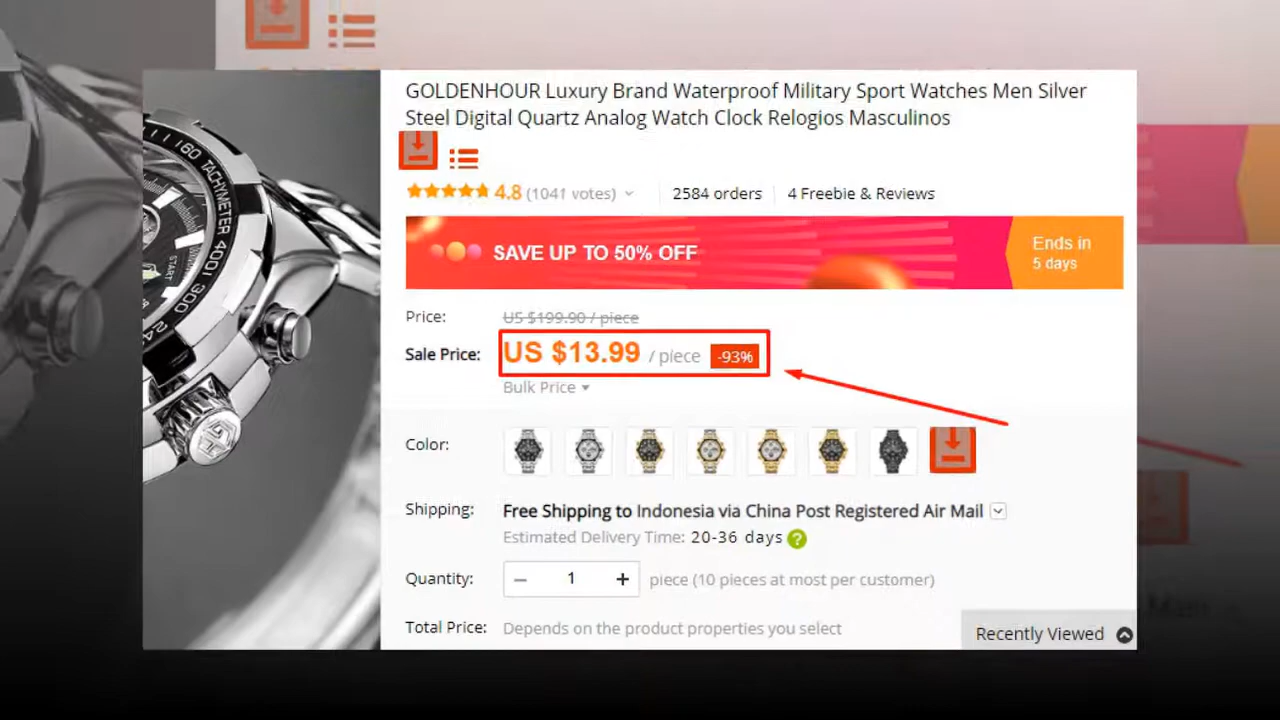 GOLDENHOUR Luxury Brand Waterproof Military Sport Watches Men Silver
Steel Digital Quartz Analog Watch Clock Relogios Masculinos
4.8 (1041 votes)
2584 orders
4 Freebie & Reviews
SAVE UP TO 50% OFF
Ends in
5 days
Price: US $199.90 / piece
Sale Price: US $13.99 / piece -93%
Bulk Price
Color:
Shipping: Free Shipping to Indonesia via China Post Registered Air Mail
Estimated Delivery Time: 20-36 days ?
Quantity: − 1 + piece (10 pieces at most per customer)
Total Price: Depends on the product properties you select
Recently Viewed
160 TACHYMETER 400 300
START
24